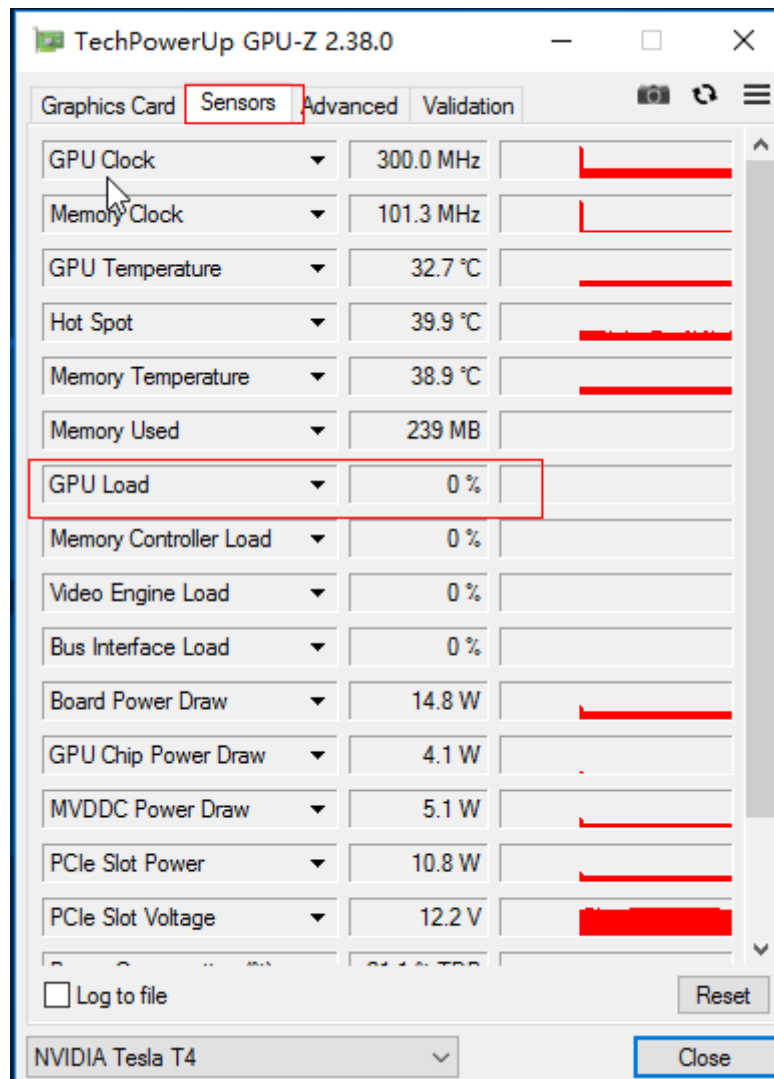 TechPowerUp GPU-Z 2.38.0
Graphics Card Sensors Advanced Validation
GPU Clock 300.0 MHz
Memory Clock 101.3 MHz
GPU Temperature 32.7 °C
Hot Spot 39.9 °C
Memory Temperature 38.9 °C
Memory Used 239 MB
GPU Load 0 %
Memory Controller Load 0 %
Video Engine Load 0 %
Bus Interface Load 0 %
Board Power Draw 14.8 W
GPU Chip Power Draw 4.1 W
MVDDC Power Draw 5.1 W
PCIe Slot Power 10.8 W
PCIe Slot Voltage 12.2 V
Log to file Reset
NVIDIA Tesla T4 Close